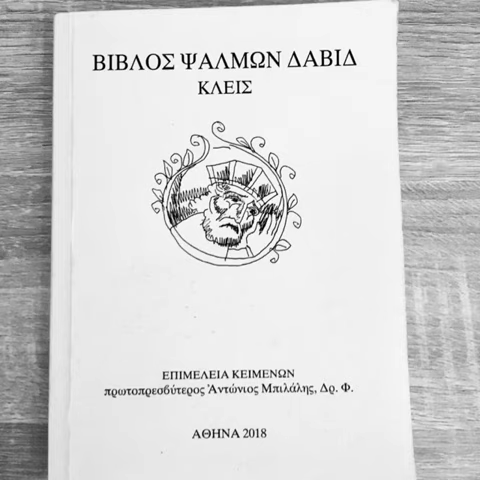 ΒΙΒΛΟΣ ΨΑΛΜΩΝ ΔΑΒΙΔ
ΚΛΕΙΣ
ΕΠΙΜΕΛΕΙΑ ΚΕΙΜΕΝΩΝ
πρωτοπρεσβύτερος Ἀντώνιος Μπιλάλης, Δρ. Φ.
ΑΘΗΝΑ 2018